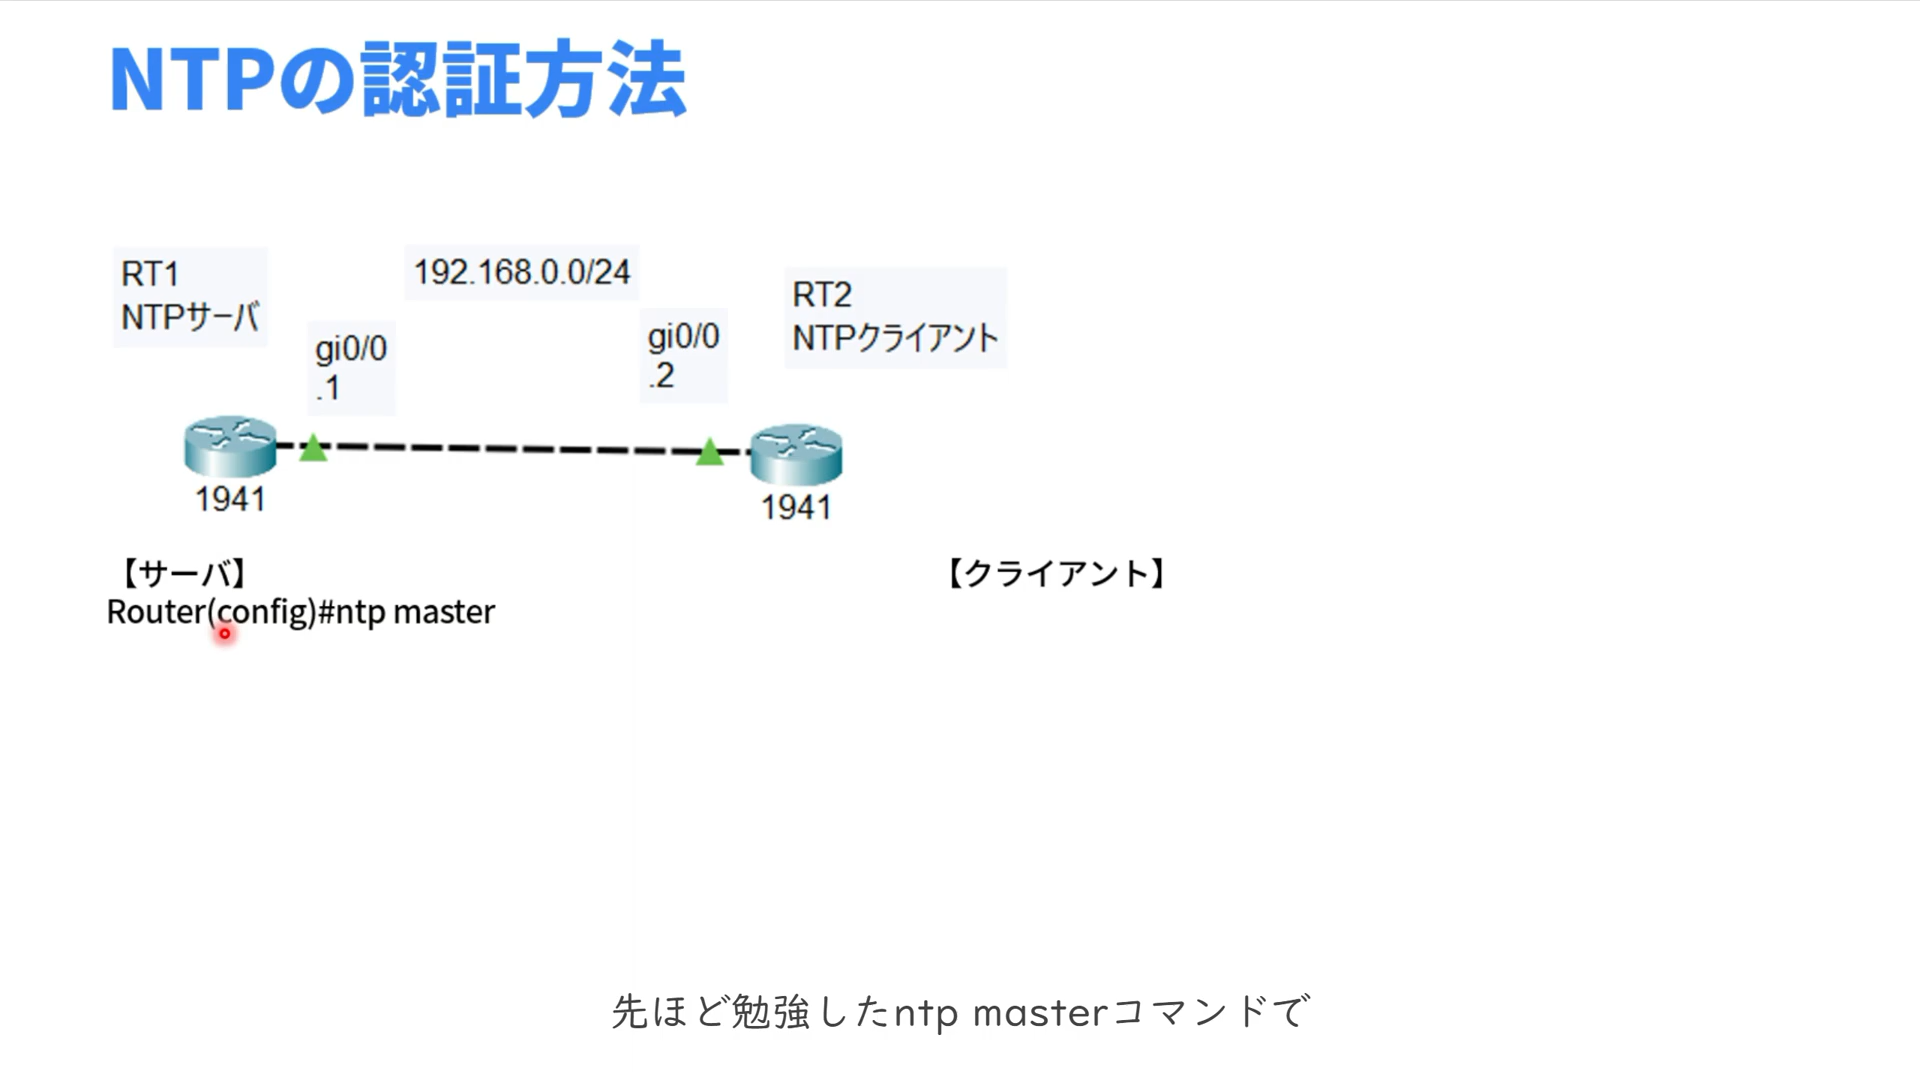 NTPの認証方法
RT1
NTPサーバ
192.168.0.0/24
gi0/0
.1
gi0/0
.2
RT2
NTPクライアント
1941
1941
【サーバ】
Router(config)#ntp master
【クライアント】
先ほど勉強したntp masterコマンドで